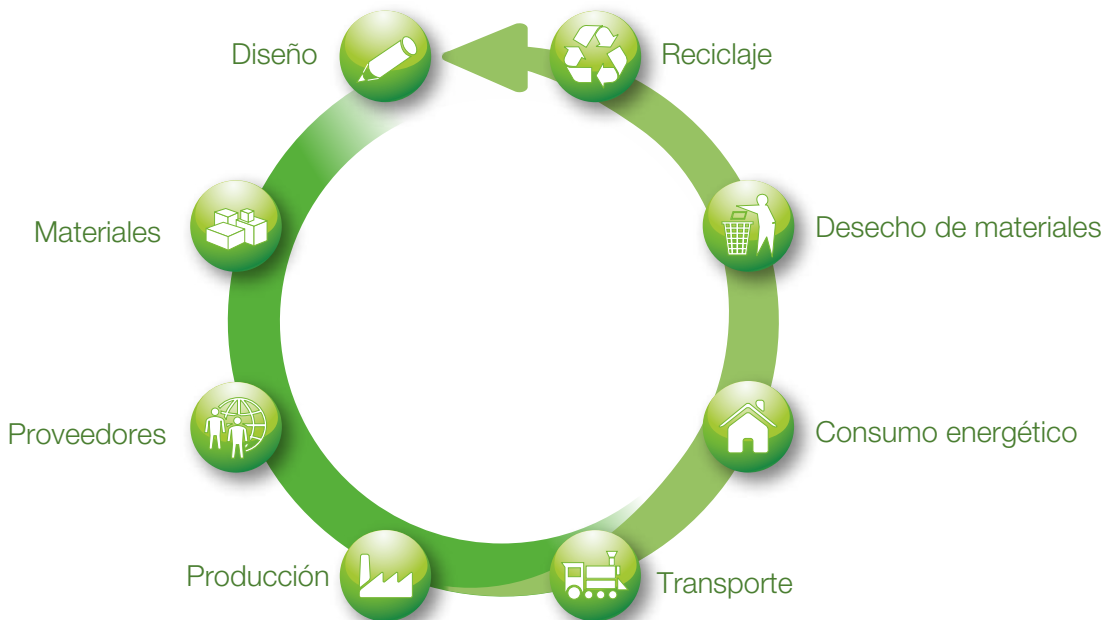 Diseño
Reciclaje
Materiales
Desecho de materiales
Proveedores
Consumo energético
Producción
Transporte